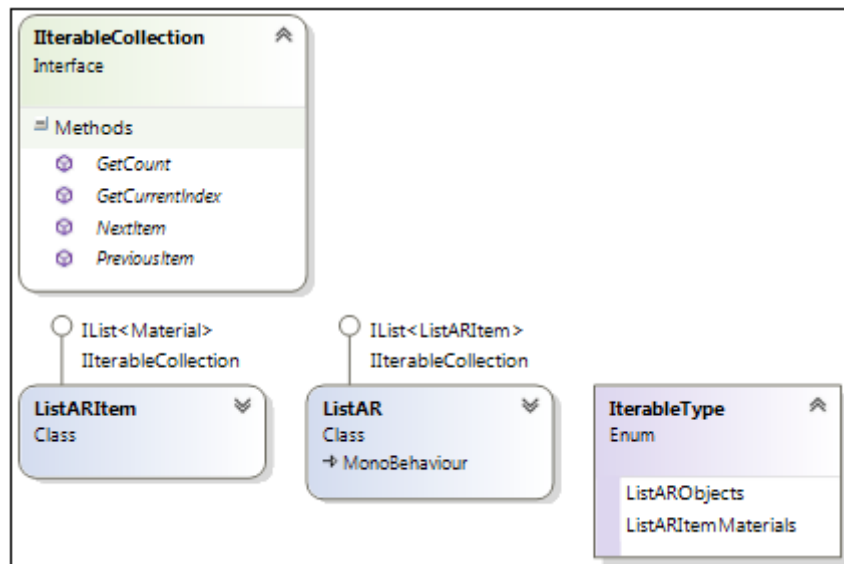 IIterableCollection
Interface
Methods
GetCount
GetCurrentIndex
NextItem
PreviousItem
IList<Material>
IIterableCollection
ListARItem
Class
IList<ListARItem>
IIterableCollection
ListAR
Class
MonoBehaviour
IterableType
Enum
ListARObjects
ListARItemMaterials